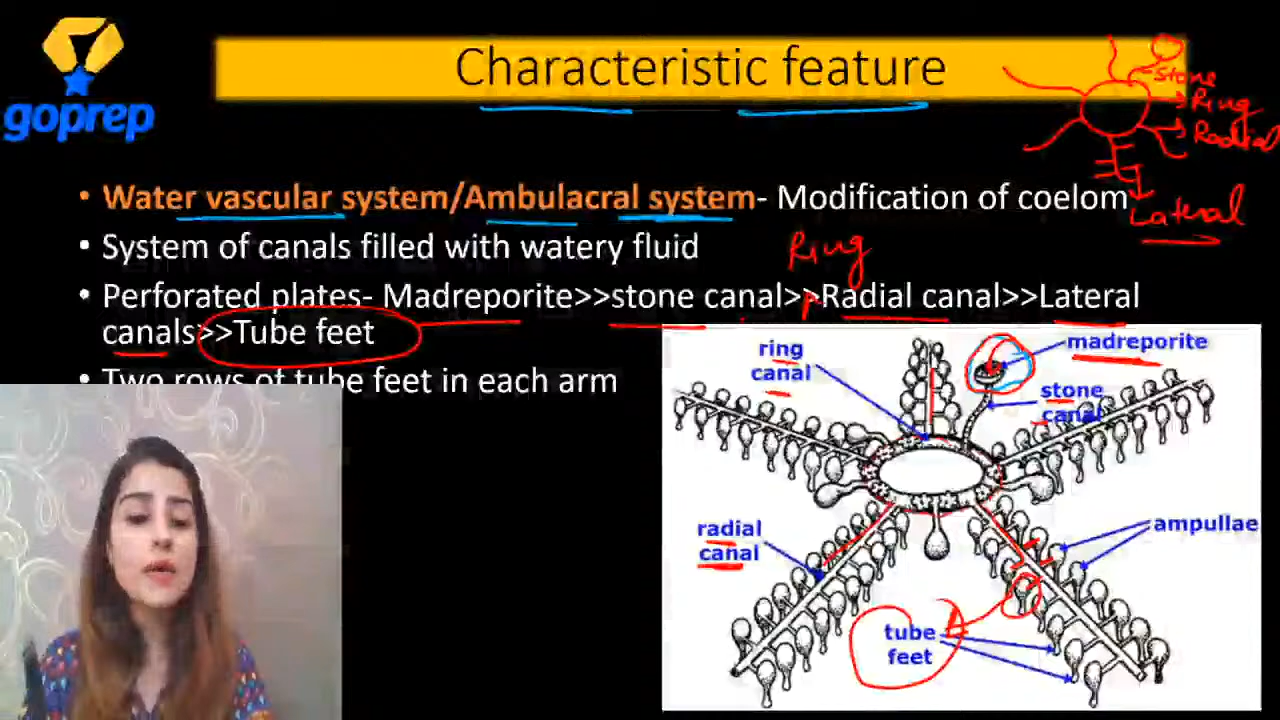 goprep
Characteristic feature
Stone
Ring
Radial
Lateral
• Water vascular system/Ambulacral system- Modification of coelom
• System of canals filled with watery fluid
Ring
• Perforated plates- Madreporite>>stone canal>>Radial canal>>Lateral
canals>>Tube feet
• Two rows of tube feet in each arm
ring
canal
madreporite
stone
canal
radial
canal
ampullae
tube
feet
A